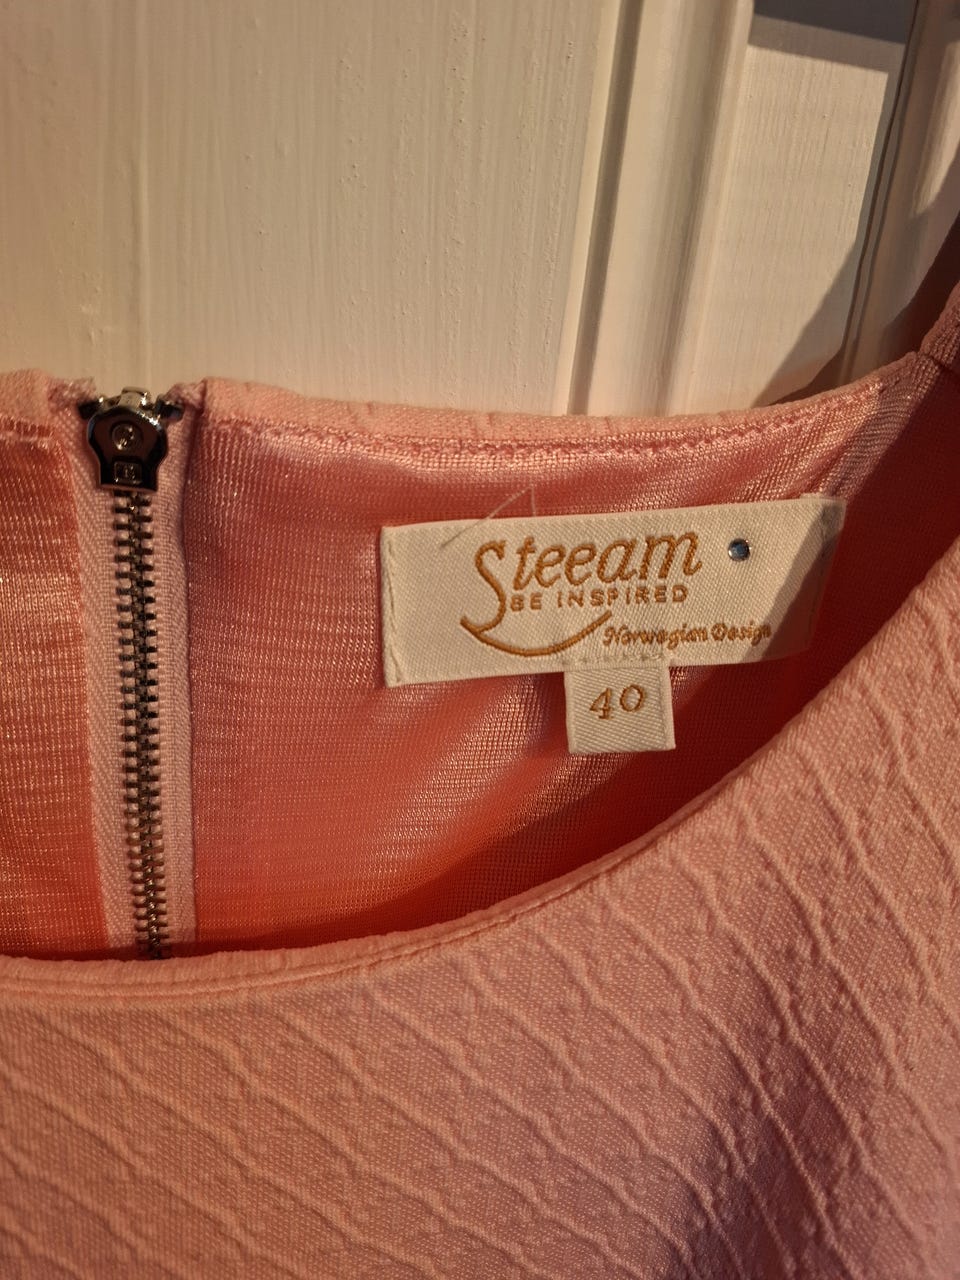 Steeam
BE INSPIRED
Norwegian Design
40